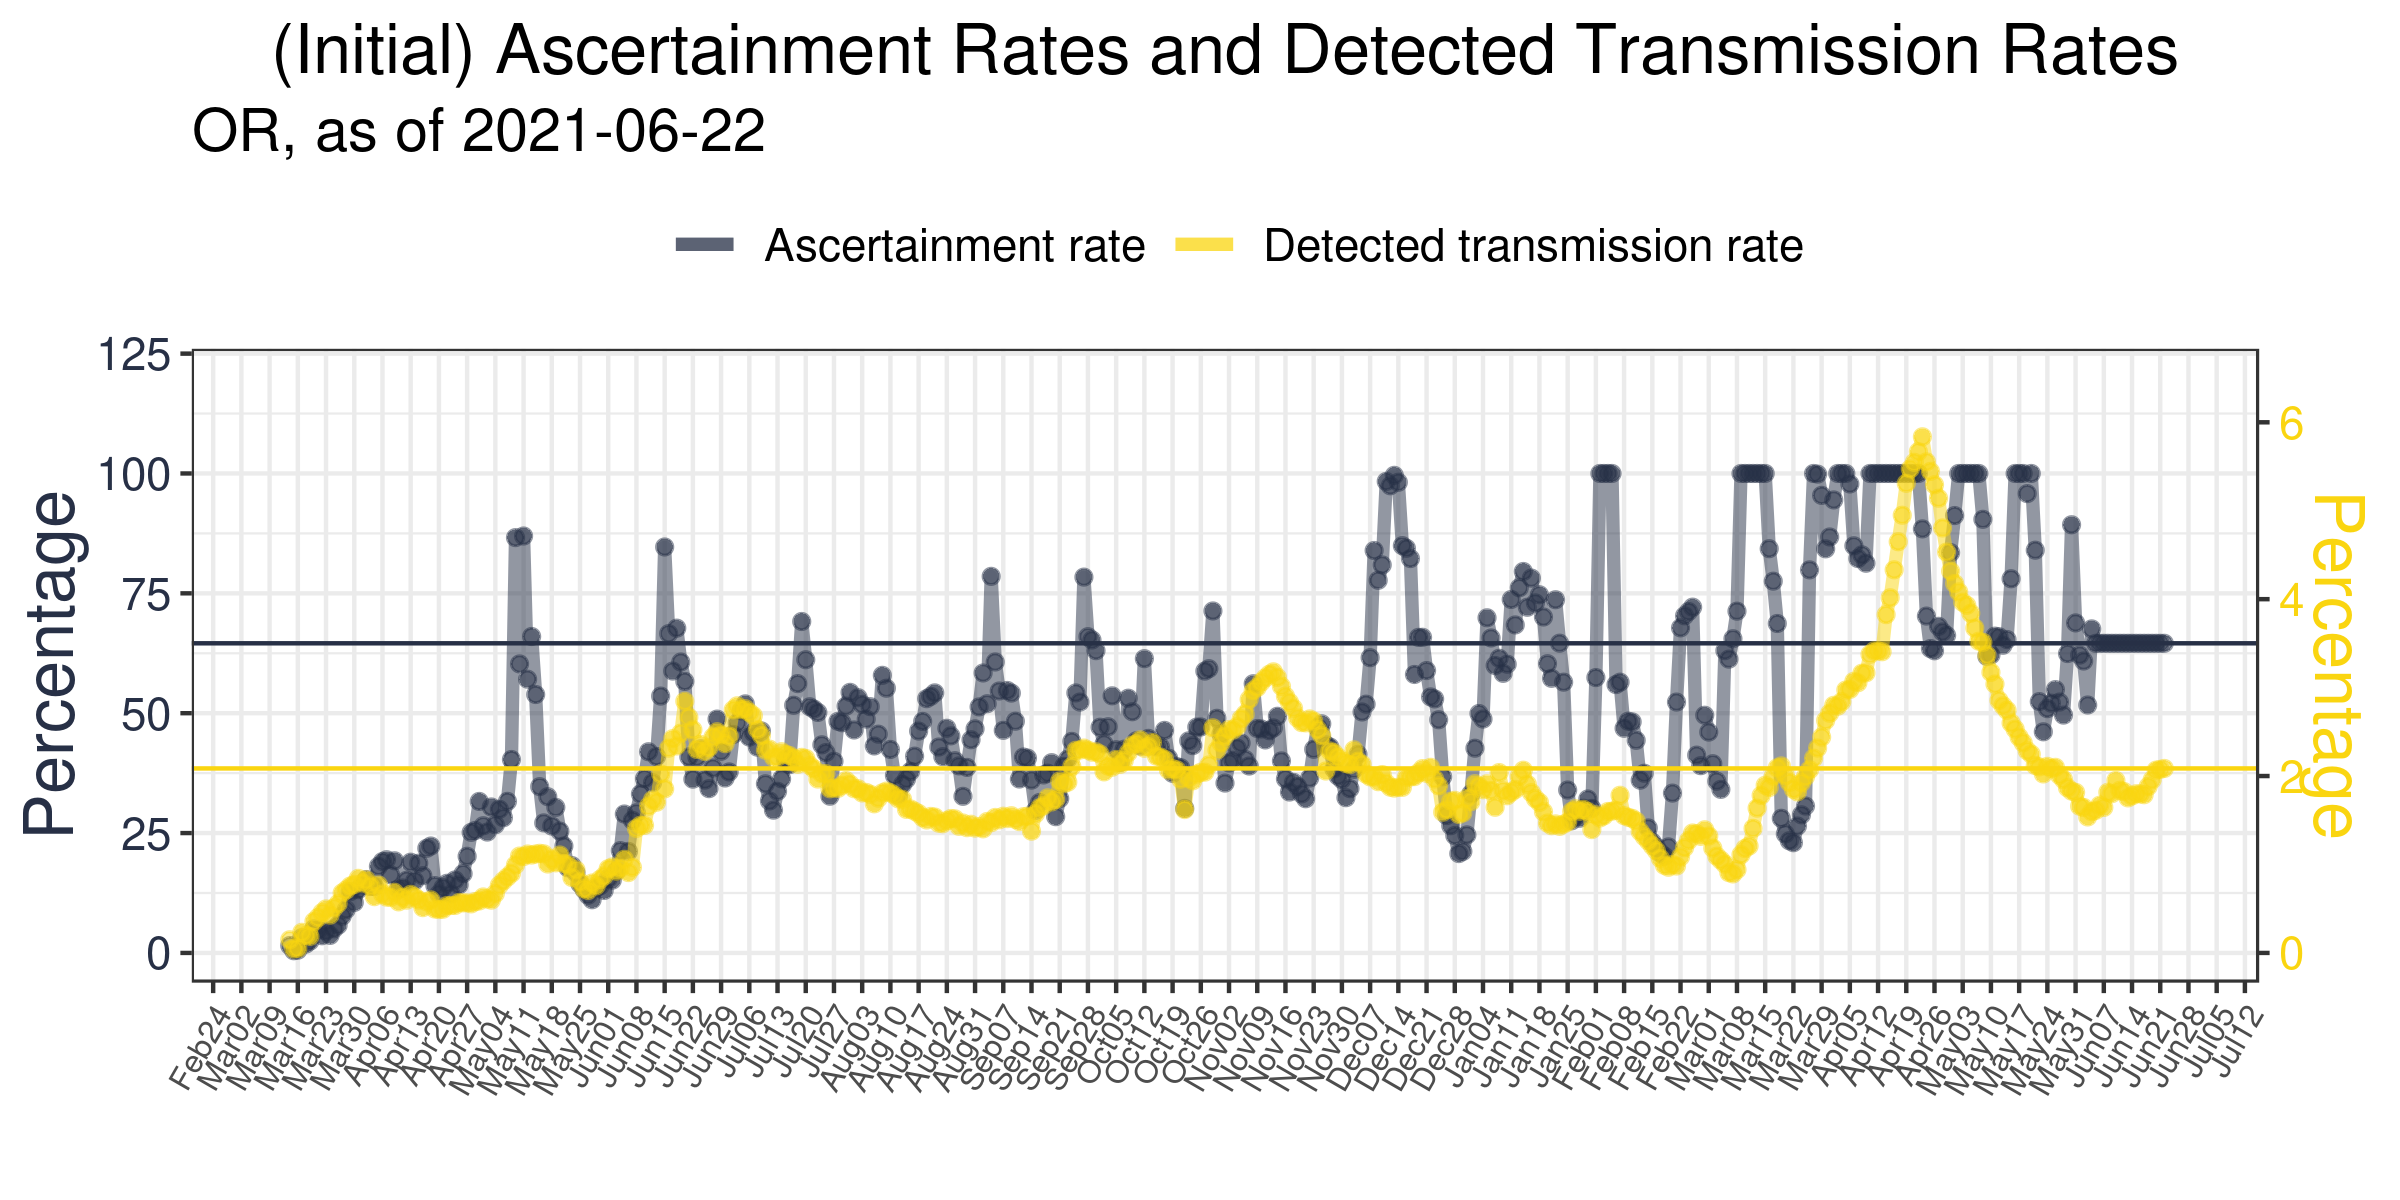 (Initial) Ascertainment Rates and Detected Transmission Rates
OR, as of 2021-06-22
Ascertainment rate
Detected transmission rate
Percentage
125
100
75
50
25
0
6
4
2
0
Percentage
Feb24
Mar02
Mar09
Mar16
Mar23
Mar30
Apr06
Apr13
Apr20
Apr27
May04
May11
May18
May25
Jun01
Jun08
Jun15
Jun22
Jun29
Jul06
Jul13
Jul20
Jul27
Aug03
Aug10
Aug17
Aug24
Aug31
Sep07
Sep14
Sep21
Sep28
Oct05
Oct12
Oct19
Oct26
Nov02
Nov09
Nov16
Nov23
Nov30
Dec07
Dec14
Dec21
Dec28
Jan04
Jan11
Jan18
Jan25
Feb01
Feb08
Feb15
Feb22
Mar01
Mar08
Mar15
Mar22
Mar29
Apr05
Apr12
Apr19
Apr26
May03
May10
May17
May24
May31
Jun07
Jun14
Jun21
Jun28
Jul05
Jul12